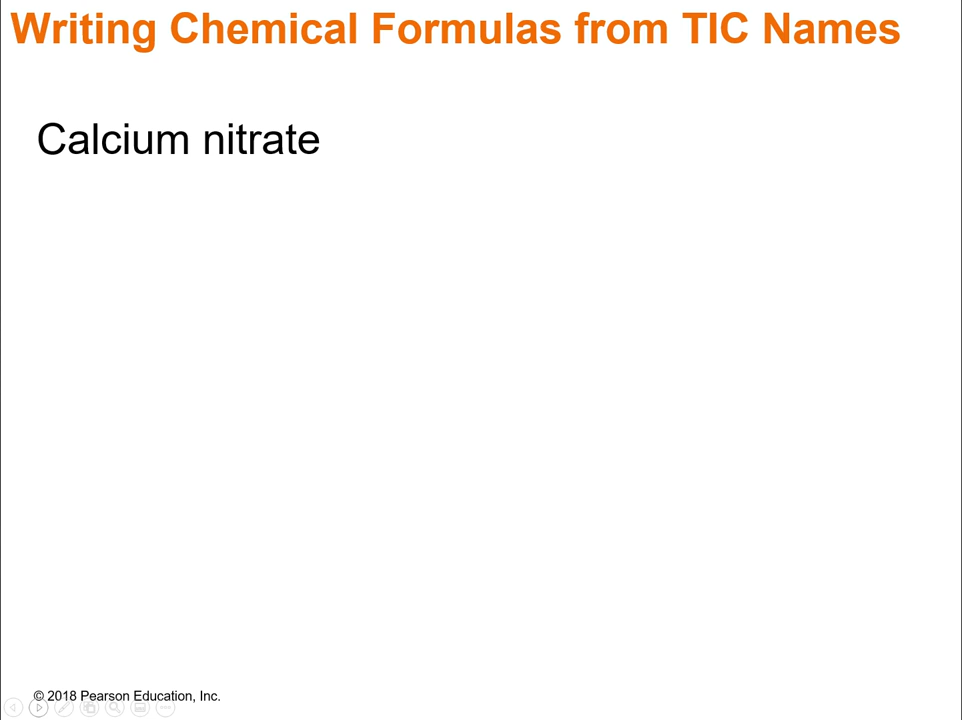 Writing Chemical Formulas from TIC Names
Calcium nitrate
© 2018 Pearson Education, Inc.